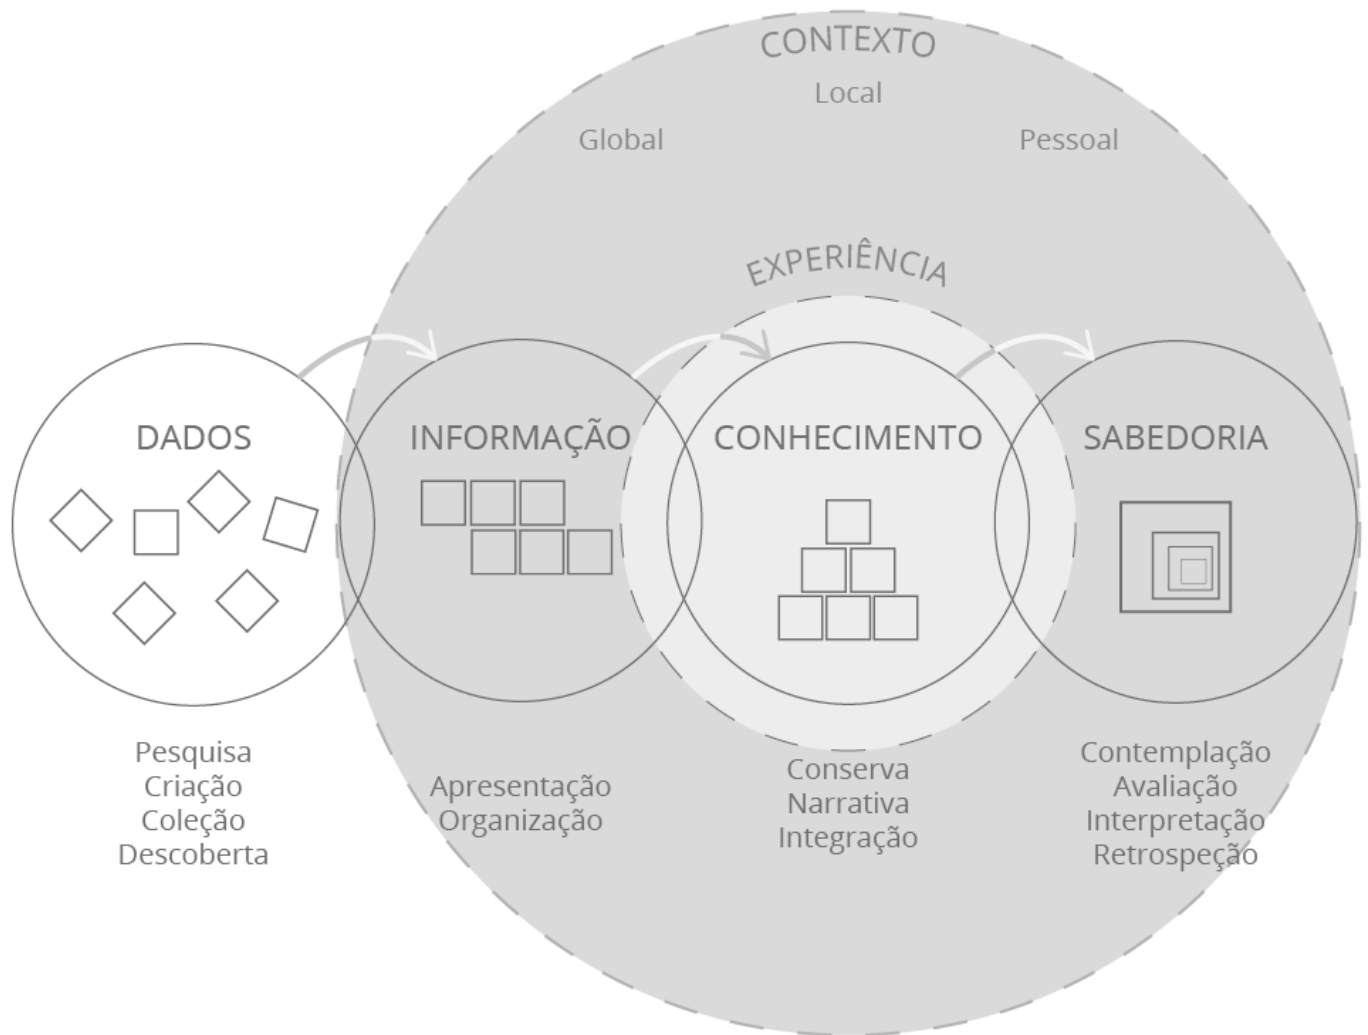 CONTEXTO
Local
Global
Pessoal
EXPERIÊNCIA
DADOS
INFORMAÇÃO
CONHECIMENTO
SABEDORIA
Pesquisa
Criação
Coleção
Descoberta
Apresentação
Organização
Conserva
Narrativa
Integração
Contemplação
Avaliação
Interpretação
Retrospeção